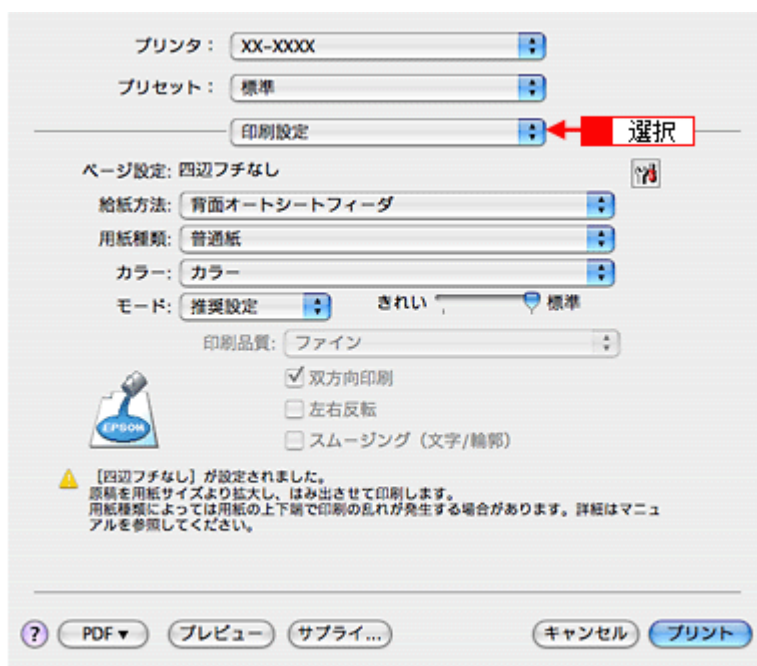 プリンタ： XX-XXXX
プリセット： 標準
印刷設定 選択
ページ設定: 四辺フチなし
給紙方法: 背面オートシートフィーダ
用紙種類: 普通紙
カラー: カラー
モード: 推奨設定 きれい 標準
印刷品質: ファイン
双方向印刷
左右反転
スムージング（文字/輪郭）
EPSON
［四辺フチなし］が設定されました。
原稿を用紙サイズより拡大し、はみ出させて印刷します。
用紙種類によっては用紙の上下端で印刷の乱れが発生する場合があります。詳細はマニュ
アルを参照してください。
? PDF▼ プレビュー サプライ... キャンセル プリント